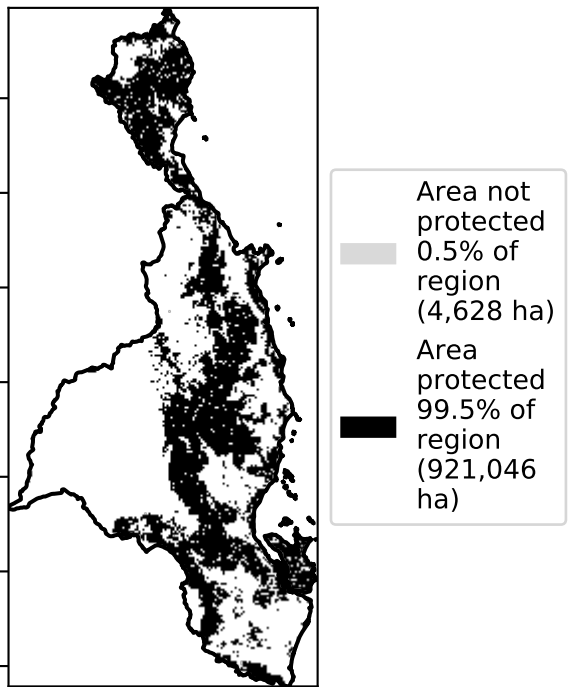 Area not
protected
0.5% of
region
(4,628 ha)
Area
protected
99.5% of
region
(921,046
ha)